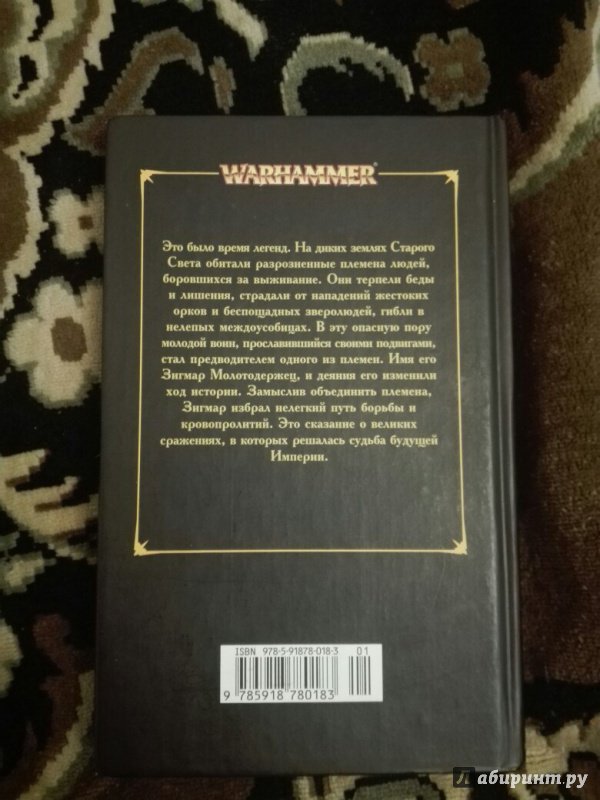 WARHAMMER®
Это было время легенд. На диких землях Старого
Света обитали разрозненные племена людей,
боровшихся за выживание. Они терпели беды
и лишения, страдали от нападений жестоких
орков и беспощадных зверолюдей, гибли в
нелепых междоусобицах. В эту опасную пору
молодой воин, прославившийся своими подвигами,
стал предводителем одного из племен. Имя его
Зигмар Молотодержец, и деяния его изменили
ход истории. Замыслив объединить племена,
Зигмар избрал нелегкий путь борьбы и
кровопролитий. Это сказание о великих
сражениях, в которых решалась судьба будущей
Империи.
ISBN 978-5-91878-018-3 01
9 785918 780183
Лабиринт.ру